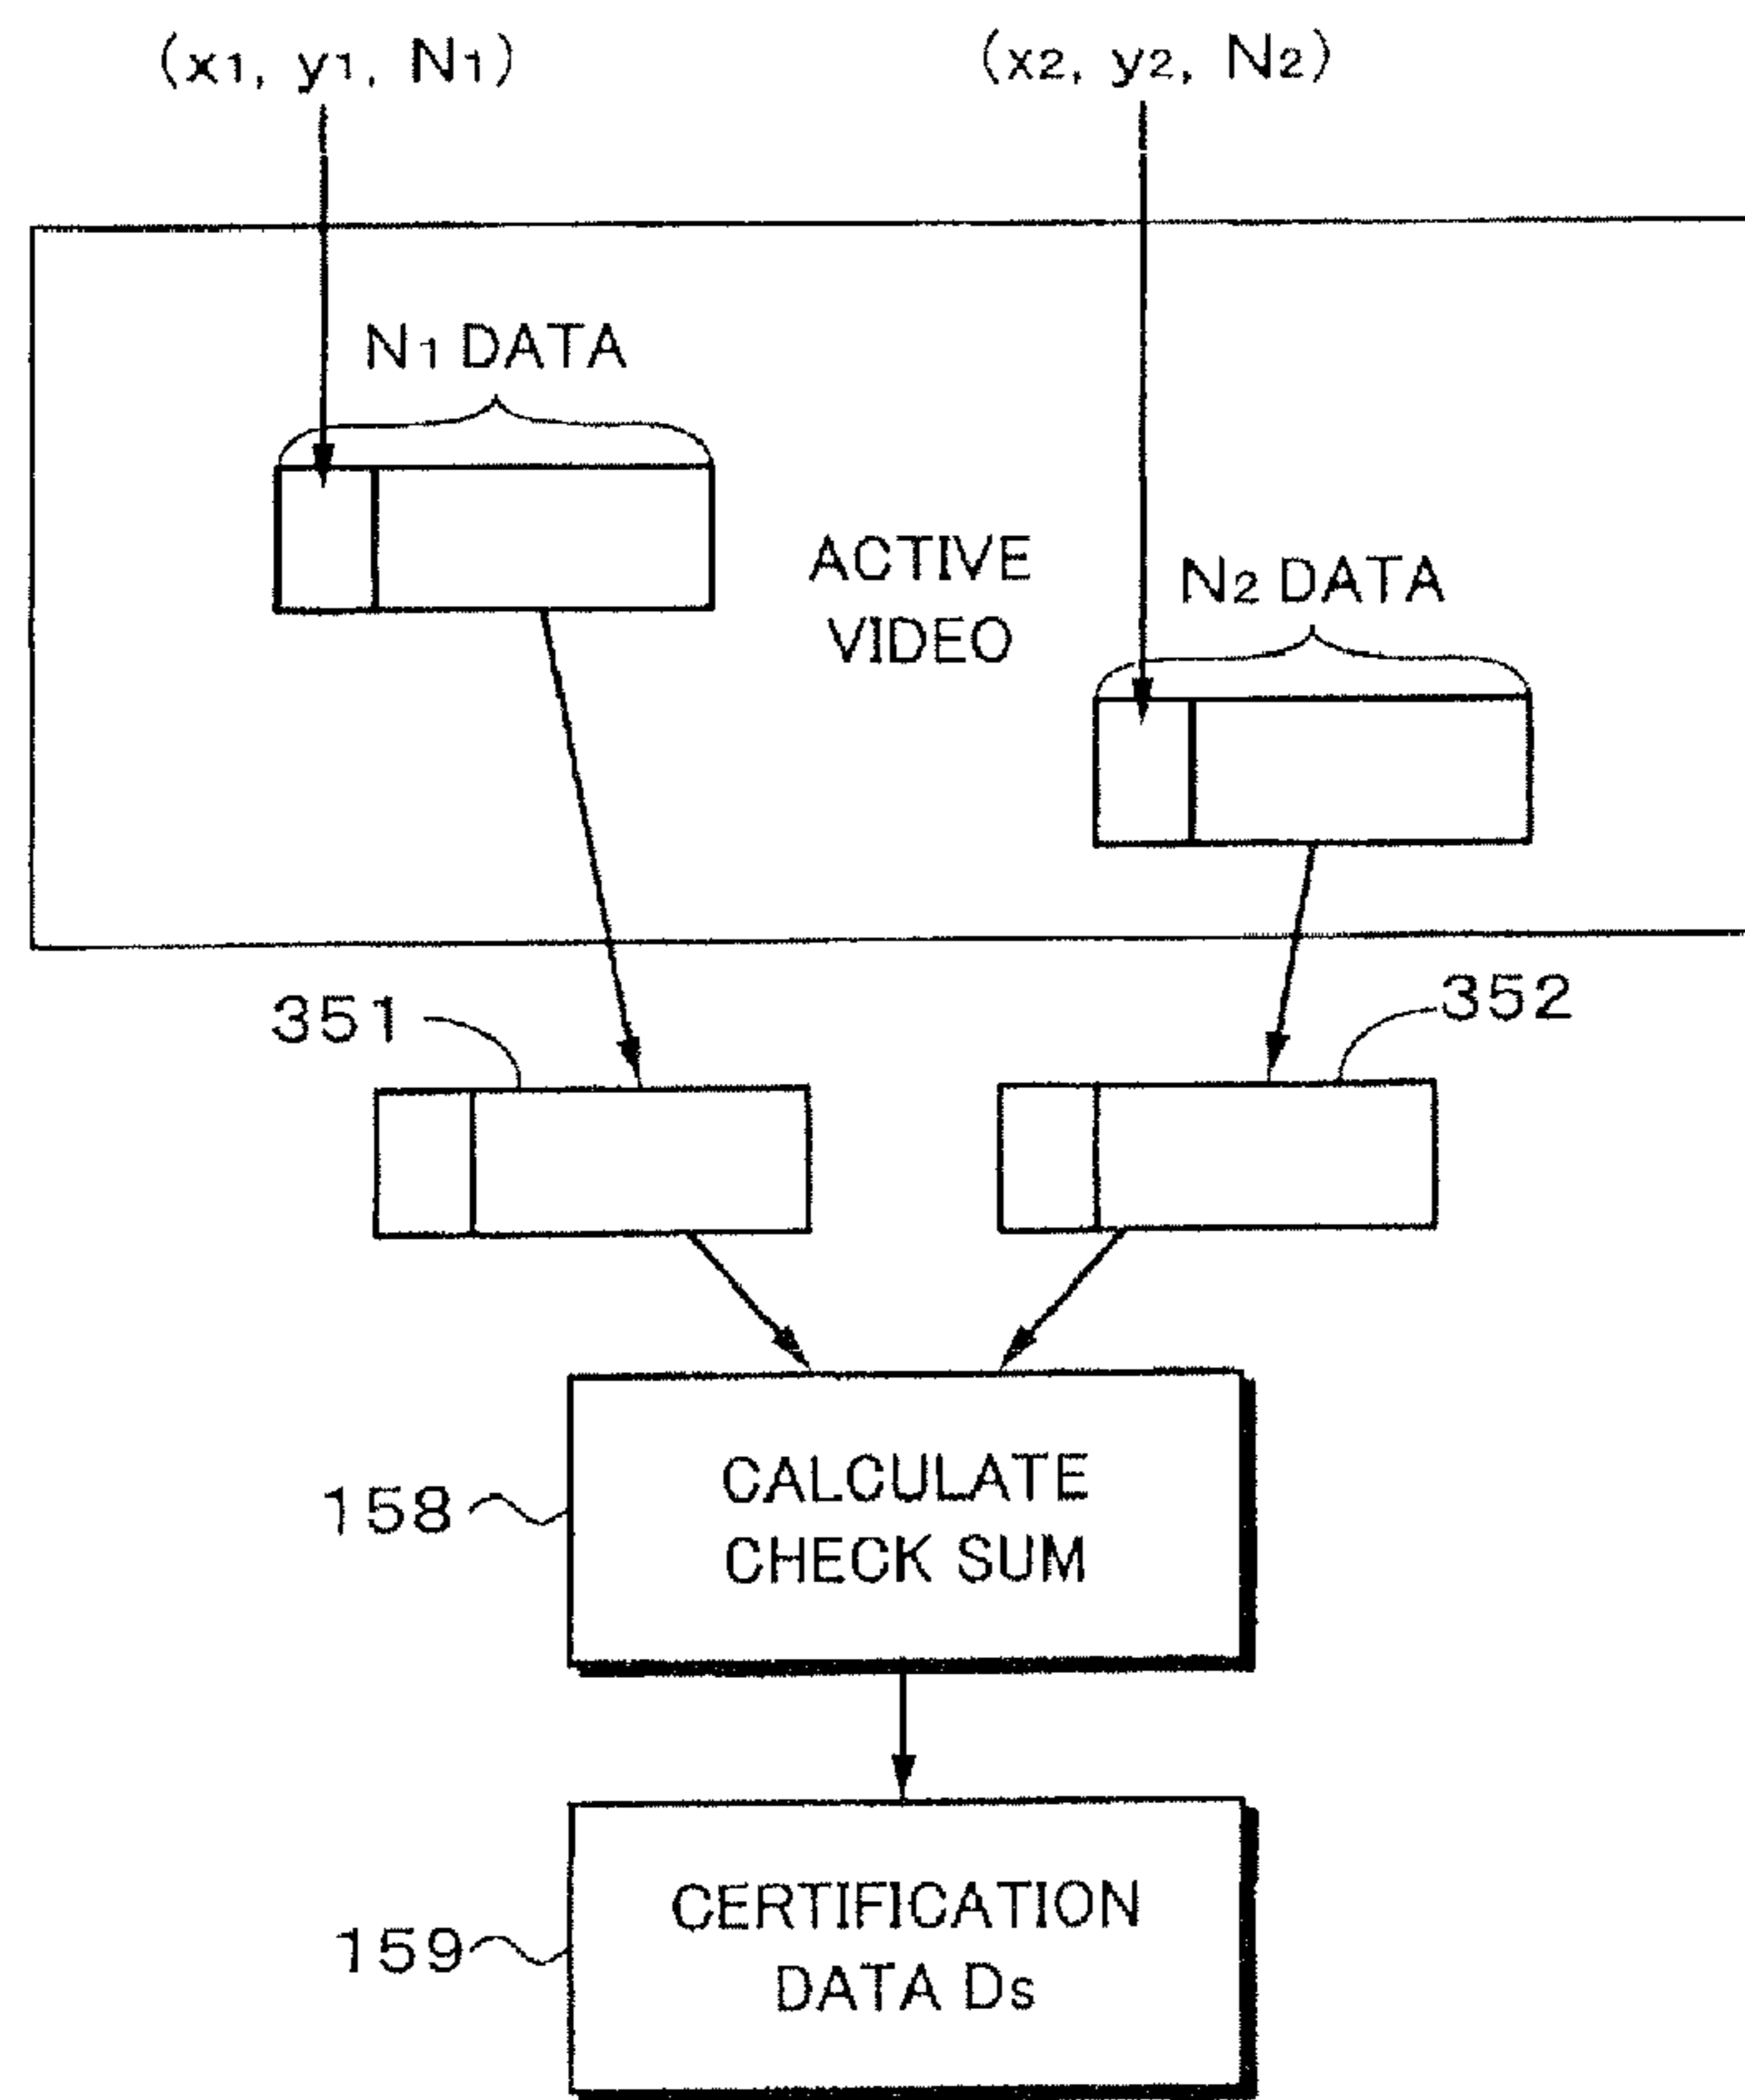 (x1, y1, N1)
(x2, y2, N2)
N1 DATA
ACTIVE
VIDEO
N2 DATA
351
352
158
CALCULATE
CHECK SUM
159
CERTIFICATION
DATA Ds